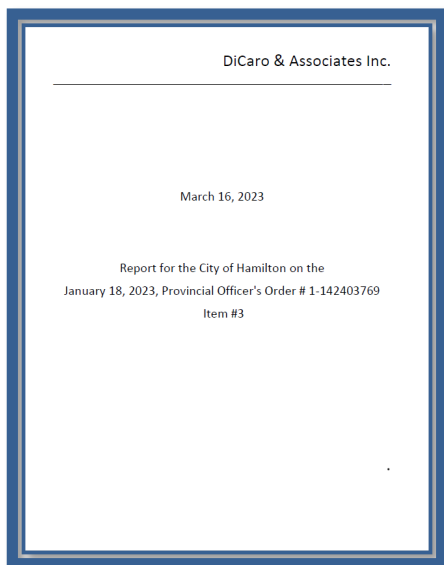 DiCaro & Associates Inc.
March 16, 2023
Report for the City of Hamilton on the
January 18, 2023, Provincial Officer's Order # 1-142403769
Item #3
.